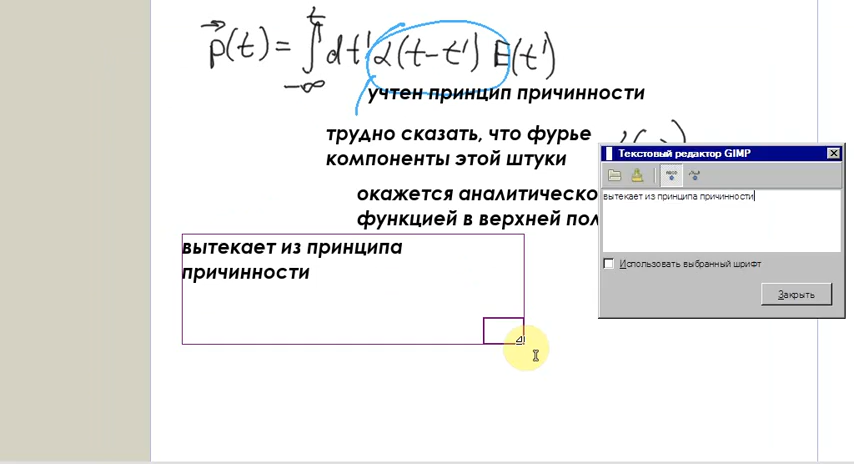 p(t) = ∫ dt' α(t-t') E(t')
t
-∞
учтен принцип причинности
трудно сказать, что фурье
компоненты этой штуки
окажется аналитическо
функцией в верхней пол
вытекает из принципа
причинности
Текстовый редактор GIMP
вытекает из принципа причинности
Использовать выбранный шрифт
Закрыть